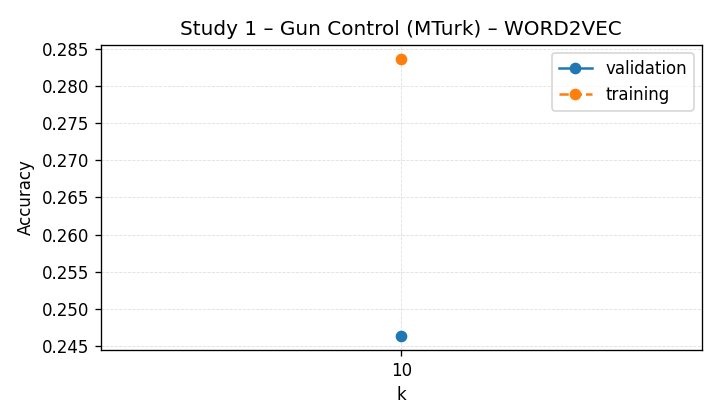 Study 1 – Gun Control (MTurk) – WORD2VEC
0.285
0.280
0.275
0.270
0.265
0.260
0.255
0.250
0.245
Accuracy
validation
training
10
k